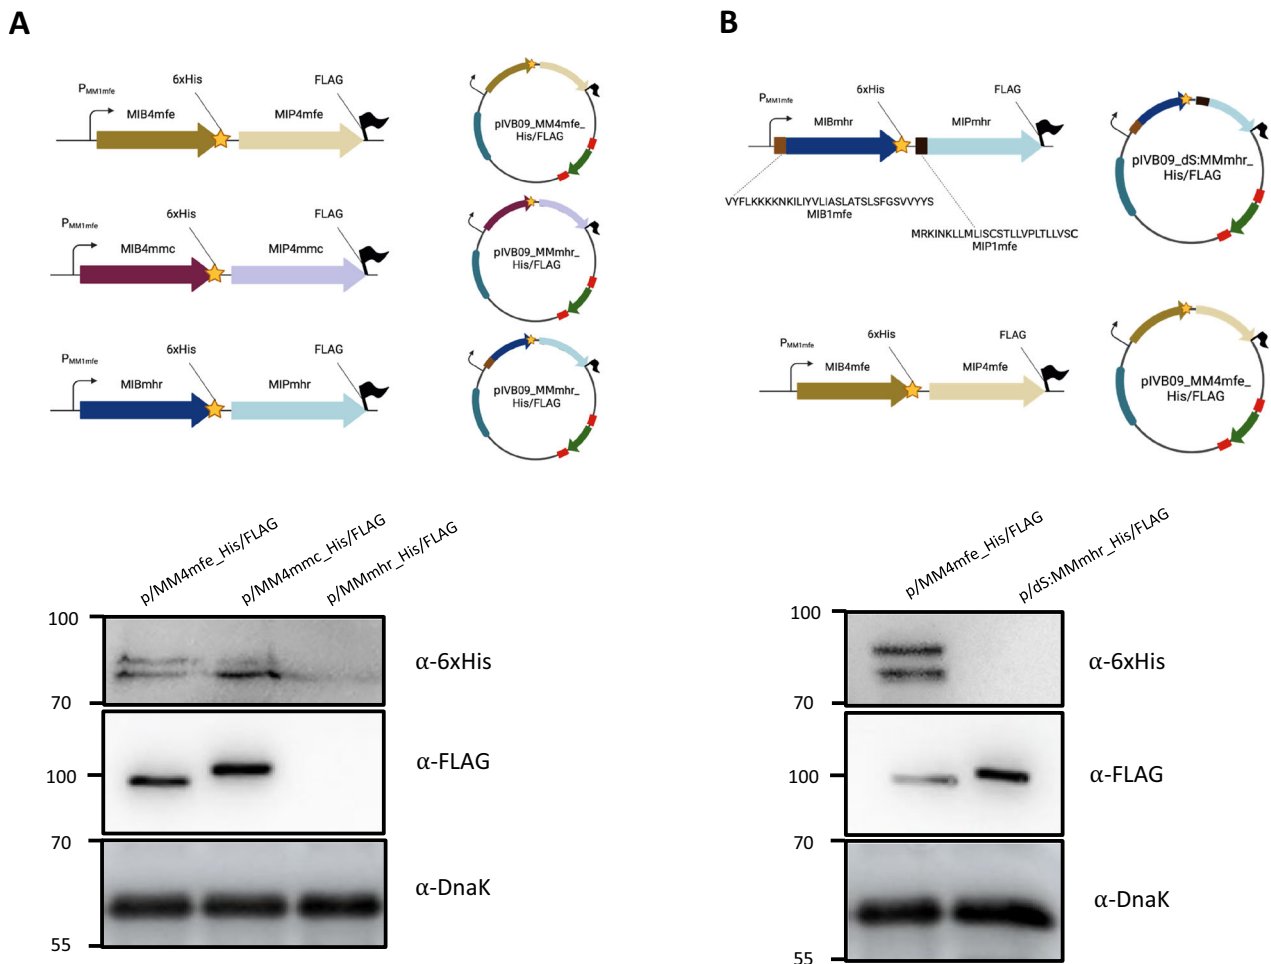 A
6xHis
FLAG
PMM1mfe
MIB4mfe
MIP4mfe
pIVB09_MM4mfe_
His/FLAG
6xHis
FLAG
PMM1mfe
MIB4mmc
MIP4mmc
pIVB09_MMmhr_
His/FLAG
6xHis
FLAG
PMM1mfe
MIBmhr
MIPmhr
pIVB09_MMmhr_
His/FLAG
p/MM4mfe_His/FLAG
p/MM4mmc_His/FLAG
p/MMmhr_His/FLAG
100
α-6xHis
70
α-FLAG
100
70
α-DnaK
55
B
6xHis
FLAG
PMM1mfe
MIBmhr
MIPmhr
pIVB09_dS:MMmhr_
His/FLAG
VYFLKKKKNKILIYVLIASLATSLSFGSVVYYS
MIB1mfe
MRKINKLLMLISCSTLLVPLTLLVSC
MIP1mfe
6xHis
FLAG
PMM1mfe
MIB4mfe
MIP4mfe
pIVB09_MM4mfe_
His/FLAG
p/MM4mfe_His/FLAG
p/dS:MMmhr_His/FLAG
100
α-6xHis
70
α-FLAG
100
70
α-DnaK
55